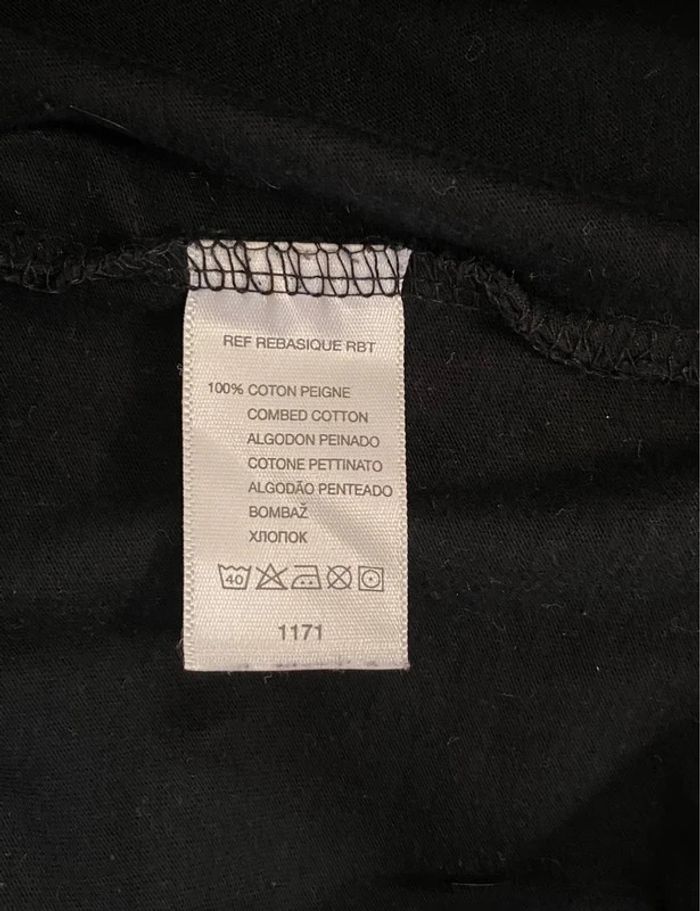 REF REBASIQUE RBT
100% COTON PEIGNE
COMBED COTTON
ALGODON PEINADO
COTONE PETTINATO
ALGODÃO PENTEADO
BOMBAŽ
ХЛОПОК
40
1171